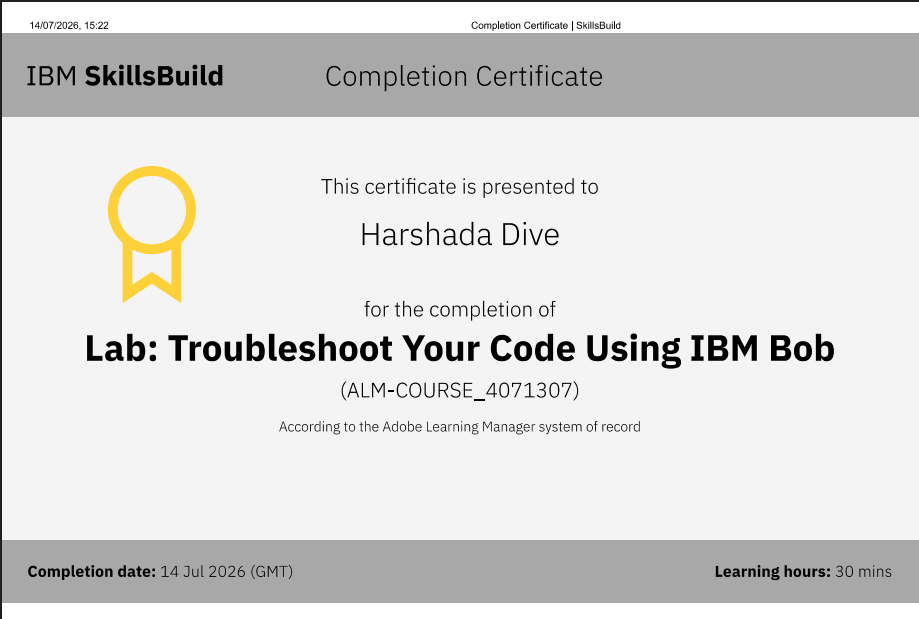 14/07/2026, 15:22 Completion Certificate | SkillsBuild
IBM SkillsBuild Completion Certificate
This certificate is presented to
Harshada Dive
for the completion of
Lab: Troubleshoot Your Code Using IBM Bob
(ALM-COURSE_4071307)
According to the Adobe Learning Manager system of record
Completion date: 14 Jul 2026 (GMT) Learning hours: 30 mins